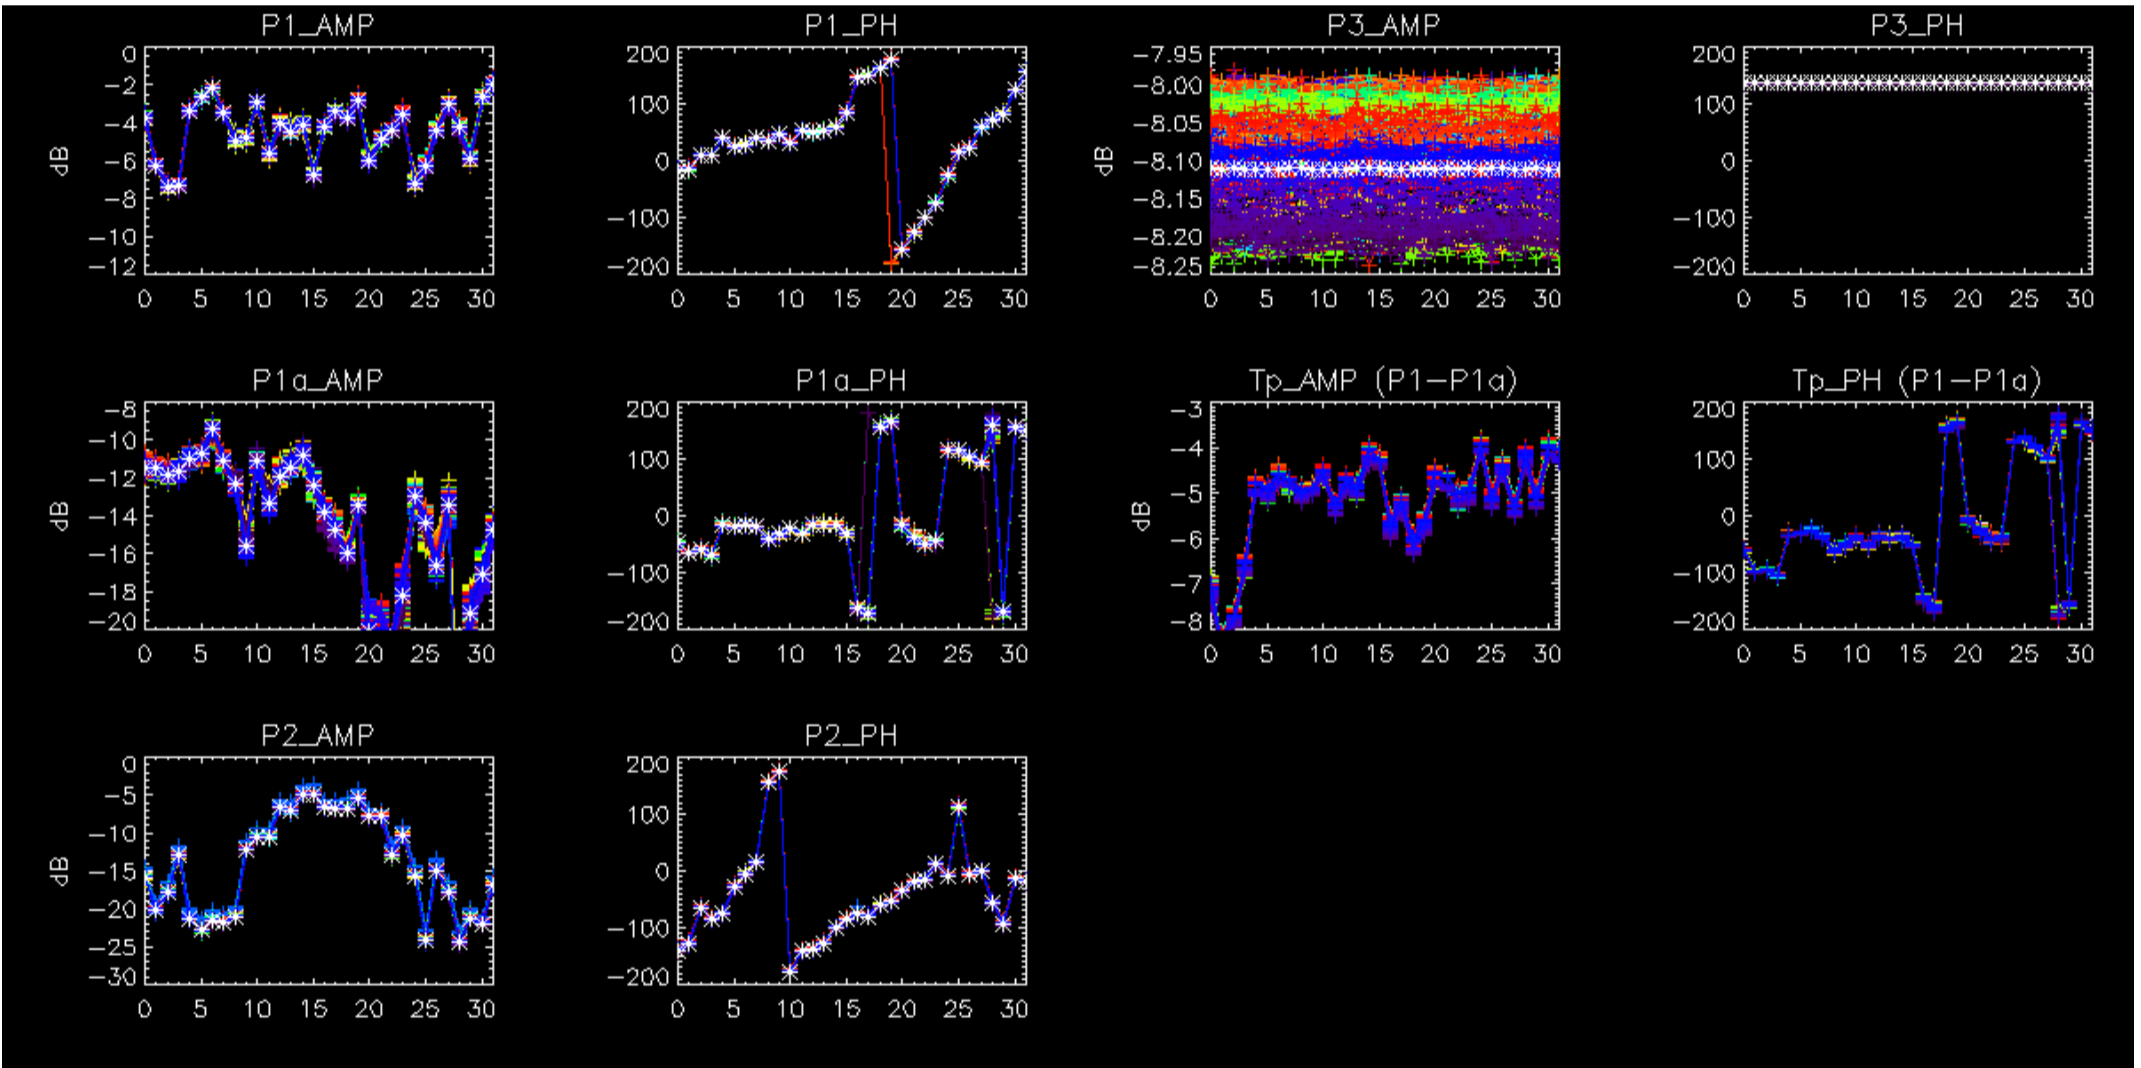 P1_AMP
0
-2
-4
-6
-8
-10
-12
dB
0 5 10 15 20 25 30
P1_PH
200
100
0
-100
-200
0 5 10 15 20 25 30
P3_AMP
-7.95
-8.00
-8.05
-8.10
-8.15
-8.20
-8.25
dB
0 5 10 15 20 25 30
P3_PH
200
100
0
-100
-200
0 5 10 15 20 25 30
P1a_AMP
-8
-10
-12
-14
-16
-18
-20
dB
0 5 10 15 20 25 30
P1a_PH
200
100
0
-100
-200
0 5 10 15 20 25 30
Tp_AMP (P1-P1a)
-3
-4
-5
-6
-7
-8
dB
0 5 10 15 20 25 30
Tp_PH (P1-P1a)
200
100
0
-100
-200
0 5 10 15 20 25 30
P2_AMP
0
-5
-10
-15
-20
-25
-30
dB
0 5 10 15 20 25 30
P2_PH
200
100
0
-100
-200
0 5 10 15 20 25 30